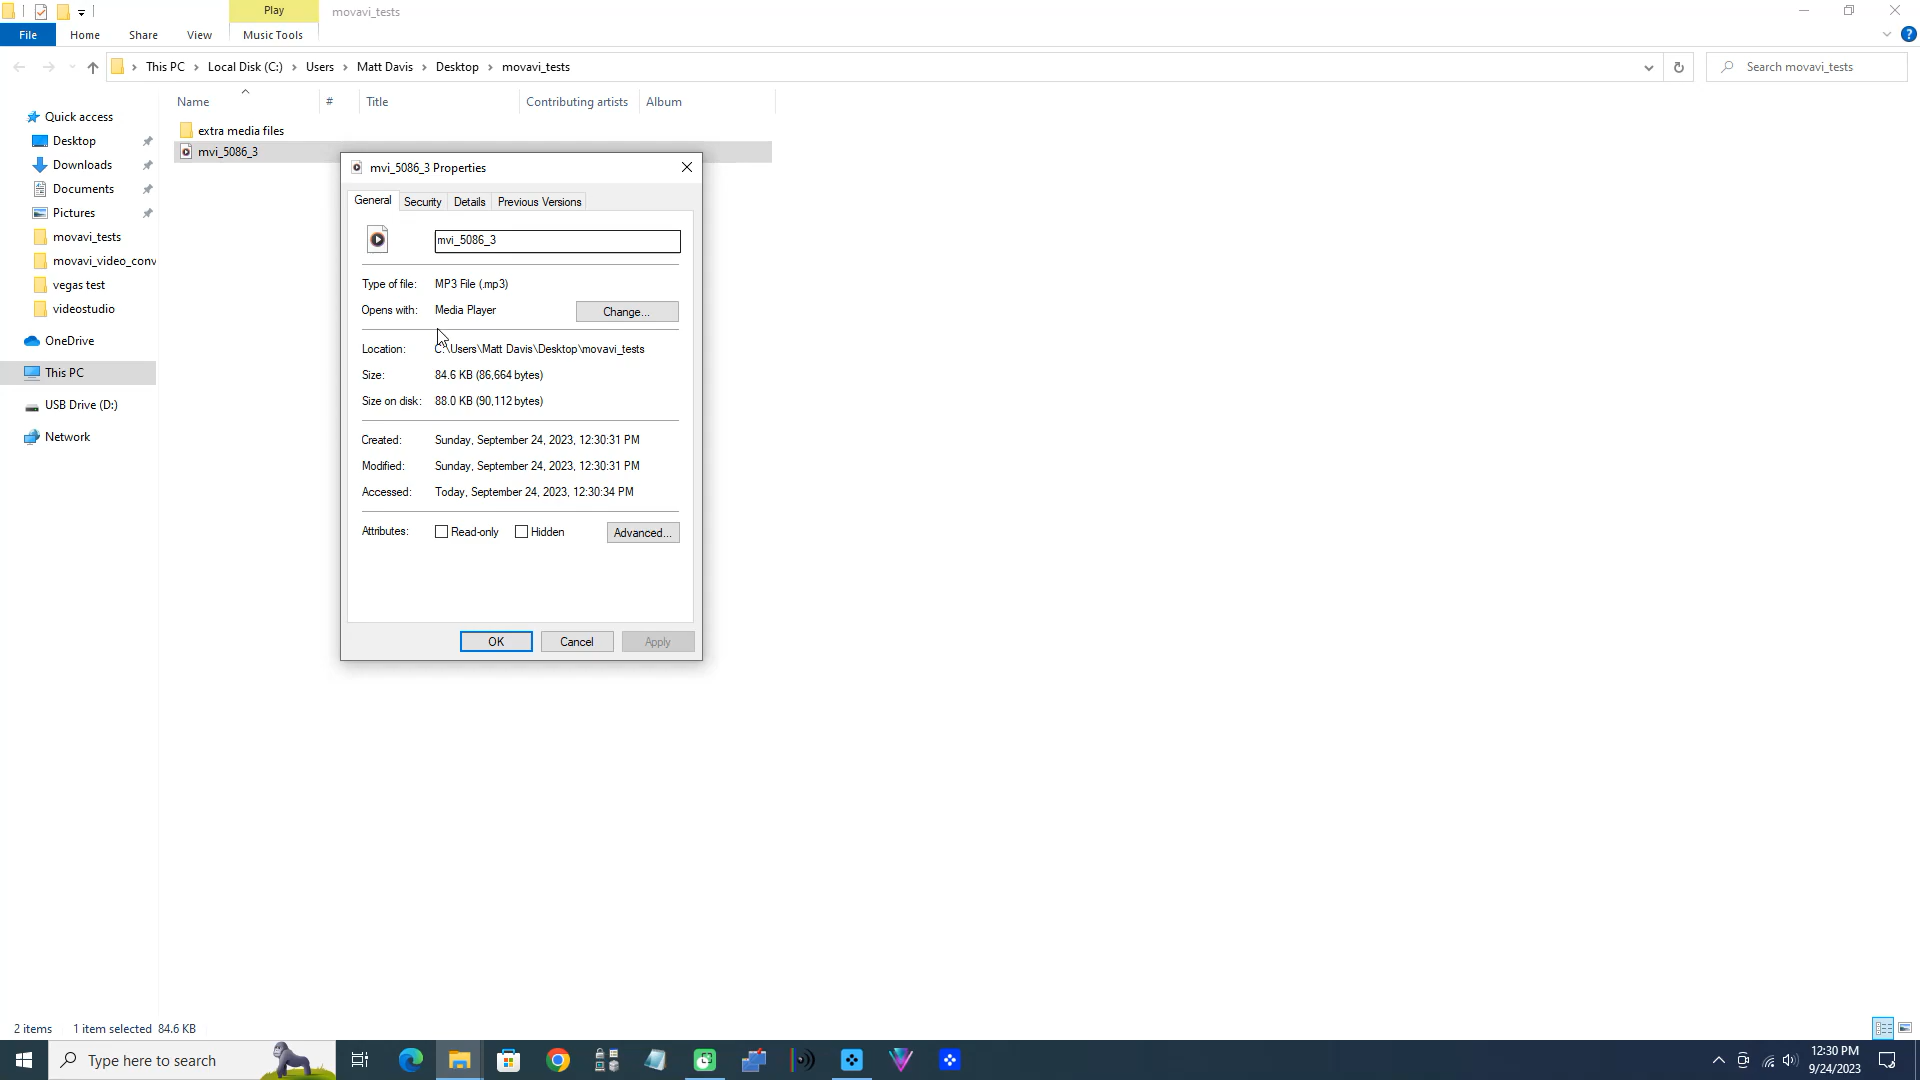 Play
movavi_tests
File
Home
Share
View
Music Tools
This PC
Local Disk (C:)
Users
Matt Davis
Desktop
movavi_tests
Search movavi_tests
Name
#
Title
Contributing artists
Album
Quick access
Desktop
Downloads
Documents
Pictures
movavi_tests
movavi_video_conv
vegas test
videostudio
OneDrive
This PC
USB Drive (D:)
Network
extra media files
mvi_5086_3
mvi_5086_3 Properties
General
Security
Details
Previous Versions
mvi_5086_3
Type of file: MP3 File (.mp3)
Opens with: Media Player
Change...
Location: C:\Users\Matt Davis\Desktop\movavi_tests
Size: 84.6 KB (86,664 bytes)
Size on disk: 88.0 KB (90,112 bytes)
Created: Sunday, September 24, 2023, 12:30:31 PM
Modified: Sunday, September 24, 2023, 12:30:31 PM
Accessed: Today, September 24, 2023, 12:30:34 PM
Attributes: Read-only Hidden
Advanced...
OK
Cancel
Apply
2 items
1 item selected 84.6 KB
Type here to search
12:30 PM
9/24/2023